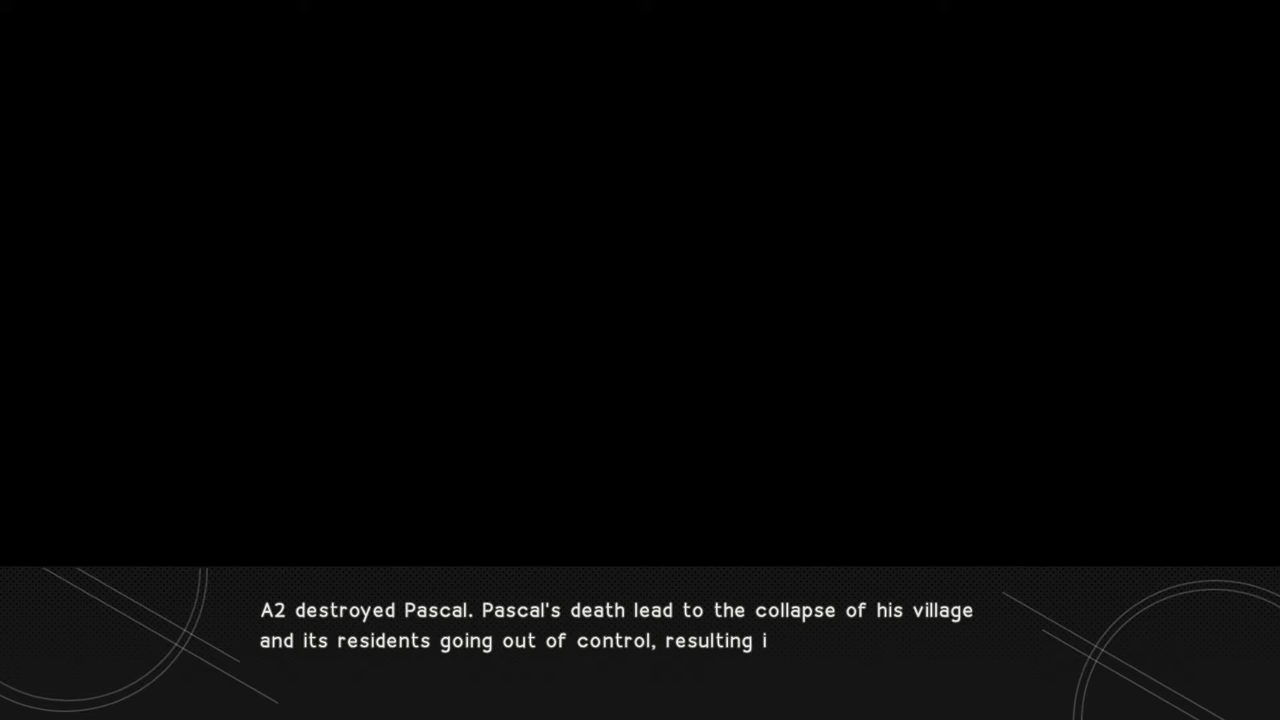 A2 destroyed Pascal. Pascal's death lead to the collapse of his village
and its residents going out of control, resulting i